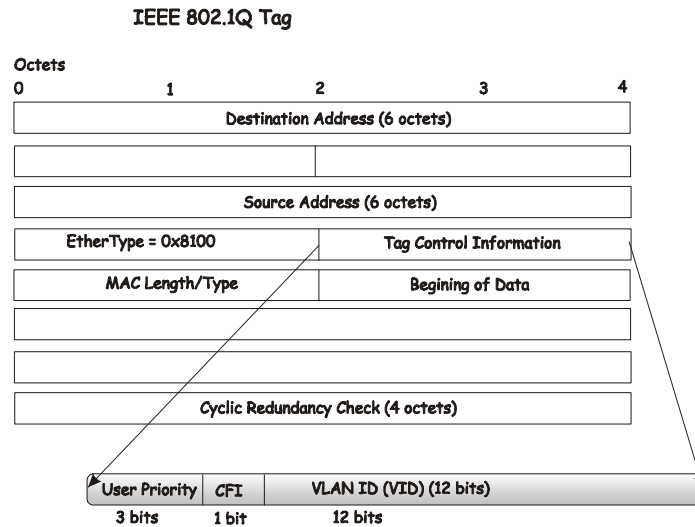 IEEE 802.1Q Tag
Octets
0 1 2 3 4
Destination Address (6 octets)
Source Address (6 octets)
EtherType = 0x8100 Tag Control Information
MAC Length/Type Begining of Data
Cyclic Redundancy Check (4 octets)
User Priority CFI VLAN ID (VID) (12 bits)
3 bits 1 bit 12 bits